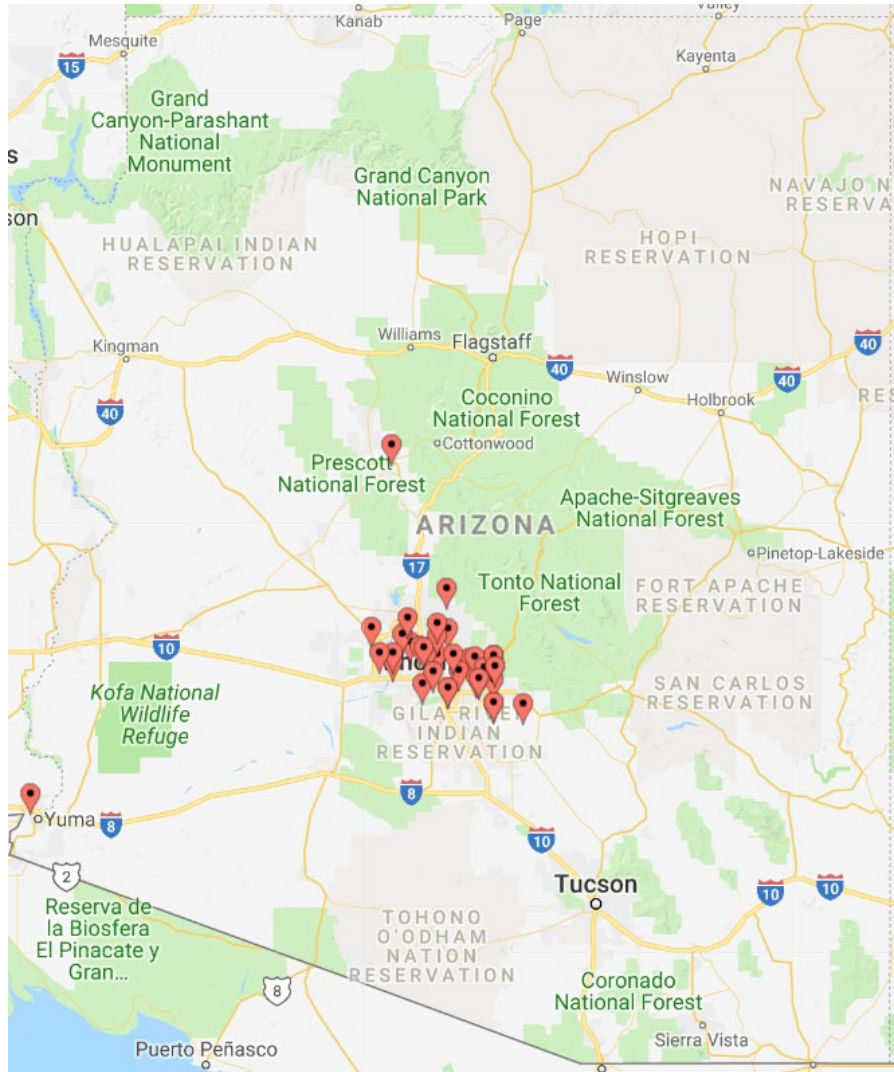 Kanab
Page
Valley
Mesquite
Kayenta
15
Grand
Canyon-Parashant
National
Monument
s
Grand Canyon
National Park
NAVAJO N
RESERVA
son
HUALAPAI INDIAN
RESERVATION
HOPI
RESERVATION
Williams
Flagstaff
Kingman
40
40
Winslow
40
Holbrook
RES
40
Coconino
National Forest
Cottonwood
Prescott
National Forest
Apache-Sitgreaves
National Forest
ARIZONA
Pinetop-Lakeside
17
Tonto National
Forest
FORT APACHE
RESERVATION
10
Kofa National
Wildlife
Refuge
SAN CARLOS
RESERVATION
GILA RIVER
INDIAN
RESERVATION
8
Yuma
8
10
2
Tucson
10
10
Reserva de
la Biosfera
El Pinacate y
Gran...
TOHONO
O'ODHAM
NATION
RESERVATION
8
Coronado
National Forest
Sierra Vista
Puerto Peñasco